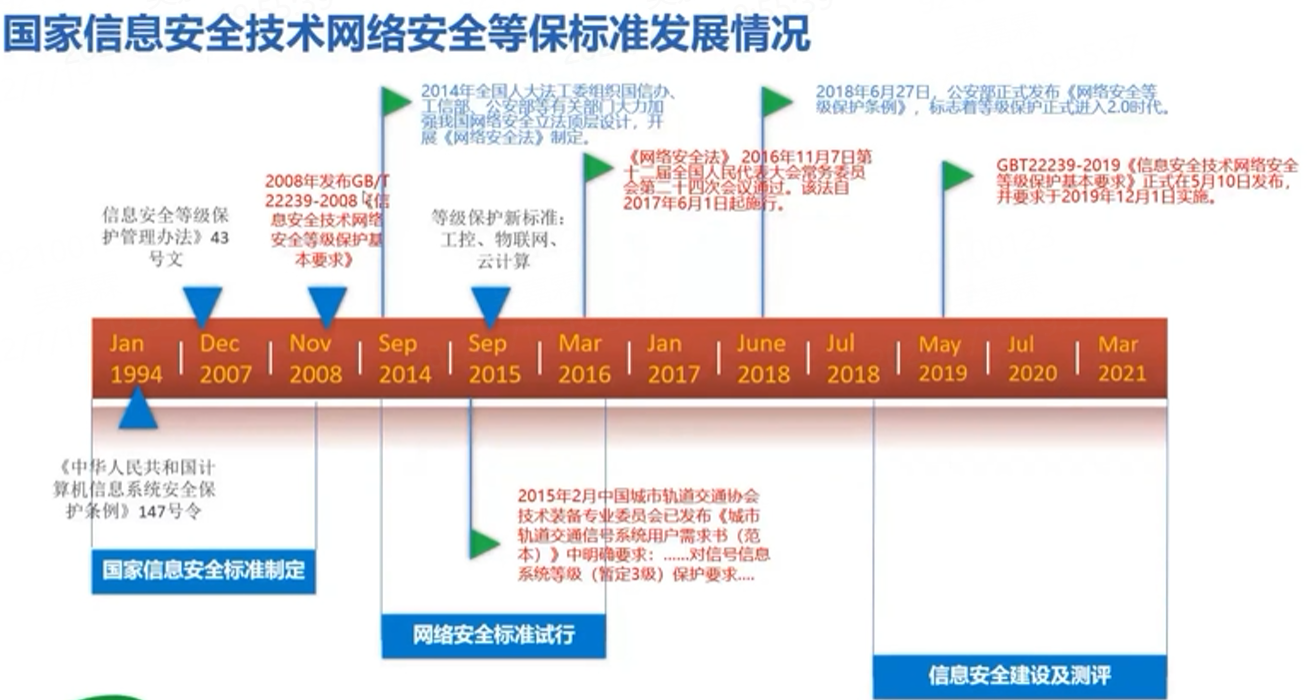 国家信息安全技术网络安全等保标准发展情况
2014年全国人大法工委组织国信办、
工信部、公安部等有关部门大力加
强我国网络安全立法顶层设计，开
展《网络安全法》制定。
2018年6月27日，公安部正式发布《网络安全等
级保护条例》，标志着等级保护正式进入2.0时代。
《网络安全法》 2016年11月7日第
十二届全国人民代表大会常务委员
会第二十四次会议通过。该法自
2017年6月1日起施行。
GBT22239-2019《信息安全技术网络安全
等级保护基本要求》正式在5月10日发布，
并要求于2019年12月1日实施。
2008年发布GB/T
22239-2008《信
息安全技术网络
安全等级保护基
本要求》
信息安全等级保
护管理办法》43
号文
等级保护新标准：
工控、物联网、
云计算
Jan
1994
Dec
2007
Nov
2008
Sep
2014
Sep
2015
Mar
2016
Jan
2017
June
2018
Jul
2018
May
2019
Jul
2020
Mar
2021
《中华人民共和国计
算机信息系统安全保
护条例》147号令
2015年2月中国城市轨道交通协会
技术装备专业委员会已发布《城市
轨道交通信号系统用户需求书（范
本）》中明确要求：……对信号信息
系统等级（暂定3级）保护要求....
国家信息安全标准制定
网络安全标准试行
信息安全建设及测评